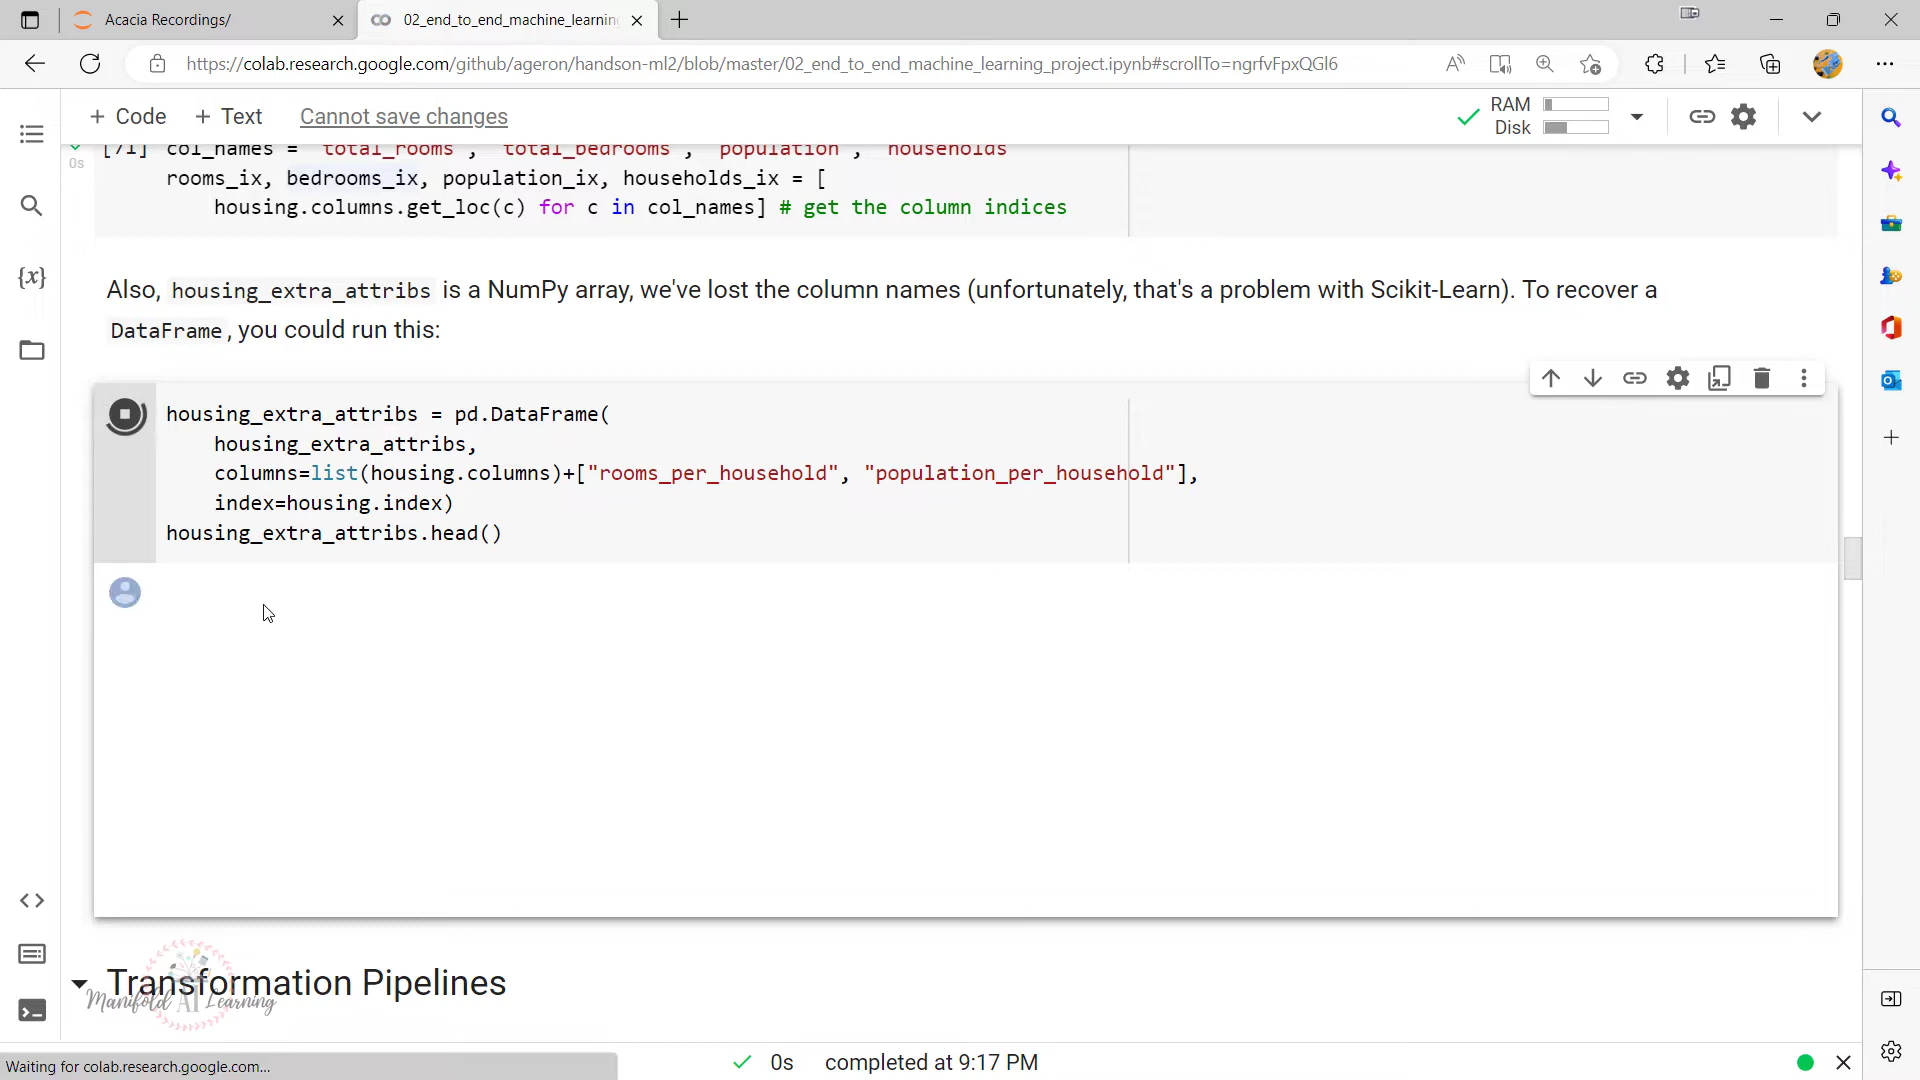 Acacia Recordings/
02_end_to_end_machine_learning
https://colab.research.google.com/github/ageron/handson-ml2/blob/master/02_end_to_end_machine_learning_project.ipynb#scrollTo=ngrfvFpxQGl6
+ Code + Text Cannot save changes
RAM
Disk
[71] col_names = "total_rooms", "total_bedrooms", "population", "households"
0s
rooms_ix, bedrooms_ix, population_ix, households_ix = [
housing.columns.get_loc(c) for c in col_names] # get the column indices
Also, housing_extra_attribs is a NumPy array, we've lost the column names (unfortunately, that's a problem with Scikit-Learn). To recover a
DataFrame, you could run this:
housing_extra_attribs = pd.DataFrame(
housing_extra_attribs,
columns=list(housing.columns)+["rooms_per_household", "population_per_household"],
index=housing.index)
housing_extra_attribs.head()
Transformation Pipelines
Manifold AI Learning
Waiting for colab.research.google.com...
0s completed at 9:17 PM